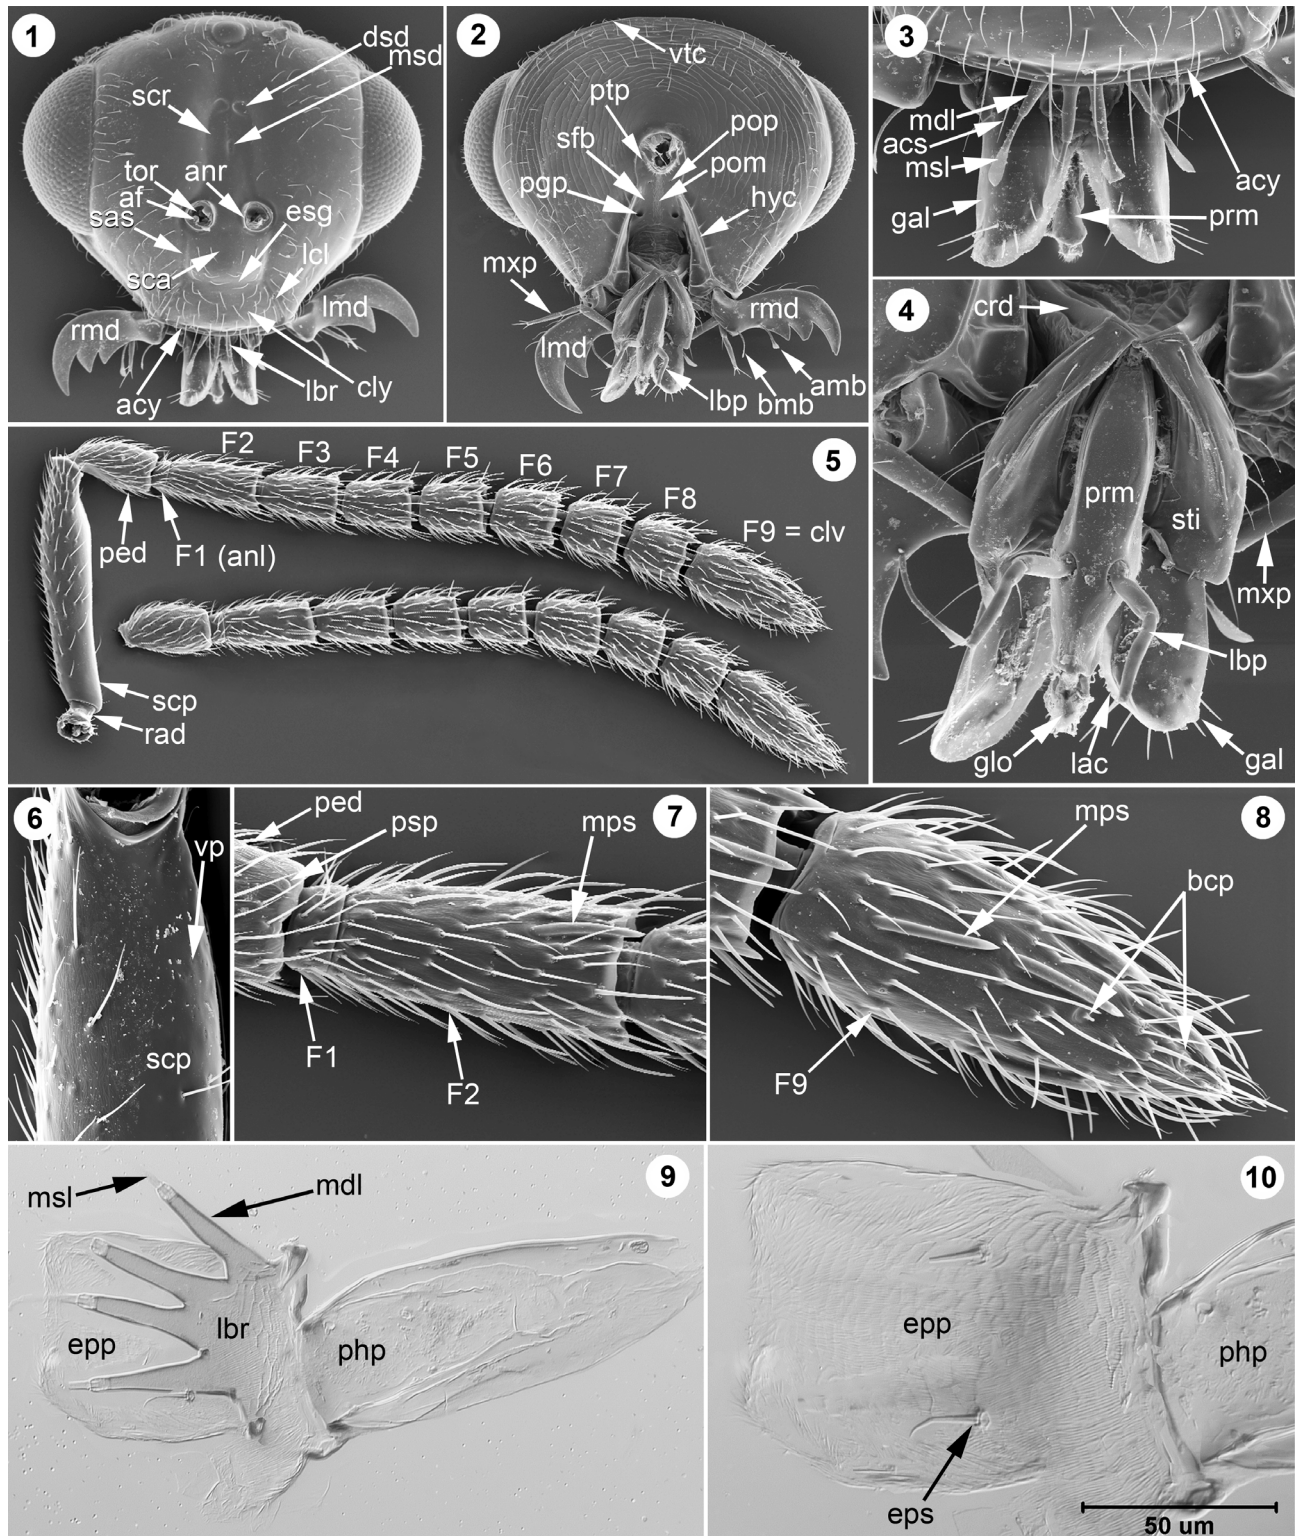 1
dsd
msd
scr
tor
anr
af
sas
esg
lcl
sca
lmd
rmd
acy
lbr
cly
2
vtc
ptp
pop
sfb
pom
pgp
hyc
mxp
rmd
lmd
lbp
bmb
amb
3
mdl
acs
msl
acy
gal
prm
4
crd
prm
sti
mxp
lbp
glo
lac
gal
5
F2
F3
F4
F5
F6
F7
F8
F9 = clv
ped
F1 (anl)
scp
rad
6
vp
scp
7
ped
psp
mps
F1
F2
8
mps
bcp
F9
9
msl
mdl
lbr
epp
php
10
epp
php
eps
50 um